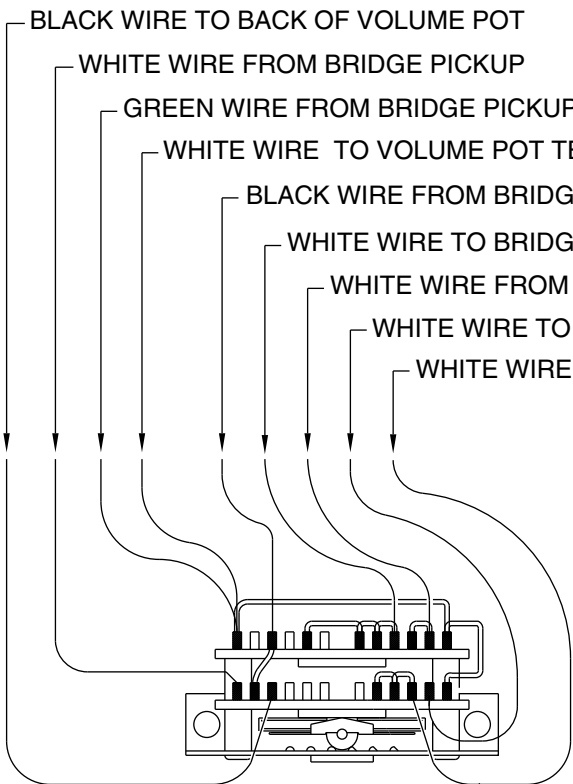 BLACK WIRE TO BACK OF VOLUME POT
WHITE WIRE FROM BRIDGE PICKUP
GREEN WIRE FROM BRIDGE PICKUP
WHITE WIRE TO VOLUME POT
BLACK WIRE FROM
WHITE WIRE TO
WHITE WIRE FROM
WHITE WIRE TO
WHITE WIRE